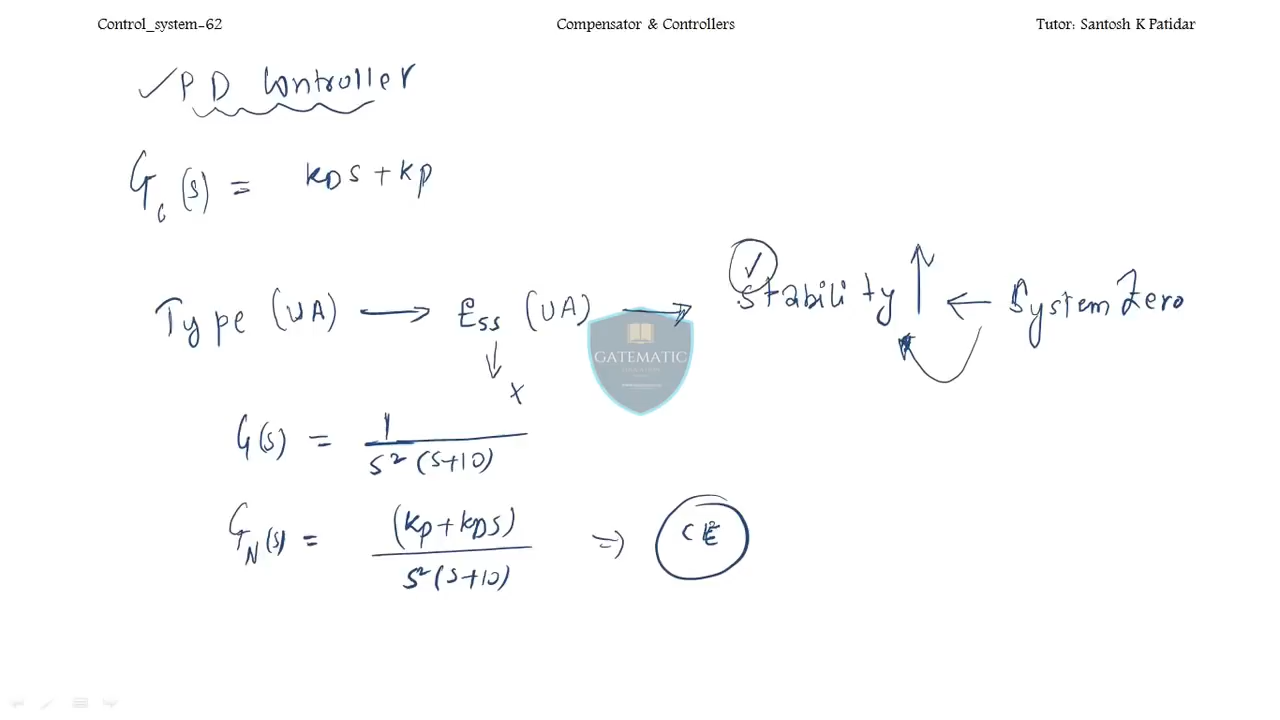 Control_system-62 Compensator & Controllers Tutor: Santosh K Patidar
✓PD Controller
Gc(s) = KDS + KP
Type (UA) → Ess (UA) → Stability ↑ ← System Zero
↓
x
GATEMATIC
G(s) = 1 / s²(s+10)
GN(s) = (KP + KDS) / s²(s+10) ⇒ CE